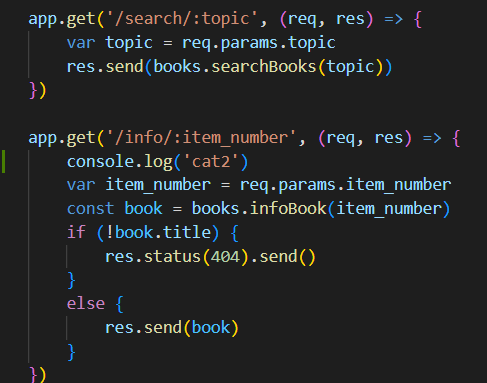 app.get('/search/:topic', (req, res) => {
    var topic = req.params.topic
    res.send(books.searchBooks(topic))
})

app.get('/info/:item_number', (req, res) => {
    console.log('cat2')
    var item_number = req.params.item_number
    const book = books.infoBook(item_number)
    if (!book.title) {
        res.status(404).send()
    }
    else {
        res.send(book)
    }
})